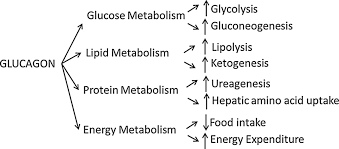 Glucose Metabolism
Glycolysis
Gluconeogenesis
Lipid Metabolism
Lipolysis
Ketogenesis
GLUCAGON
Protein Metabolism
Ureagenesis
Hepatic amino acid uptake
Energy Metabolism
Food intake
Energy Expenditure